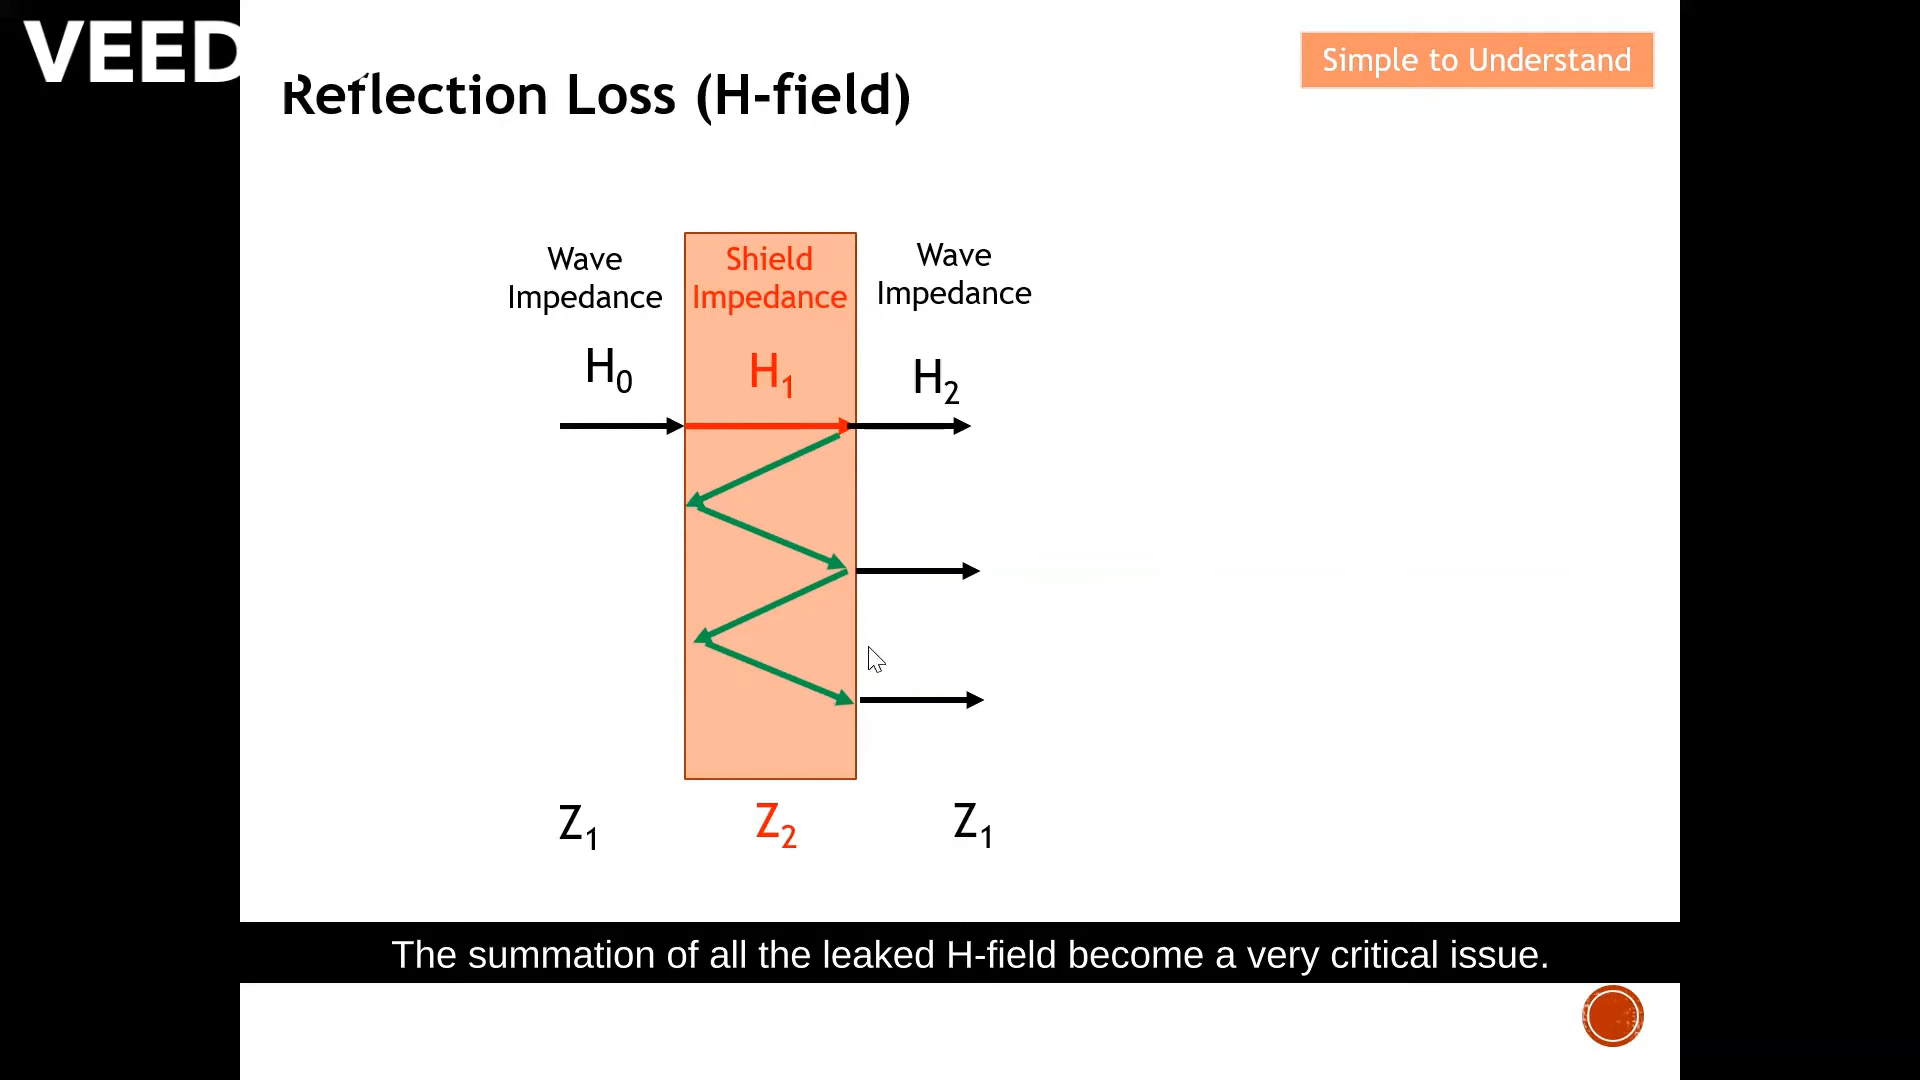 VEED
Simple to Understand
Reflection Loss (H-field)
Wave
Impedance
Shield
Impedance
Wave
Impedance
H₀
H₁
H₂
Z₁
Z₂
Z₁
The summation of all the leaked H-field become a very critical issue.